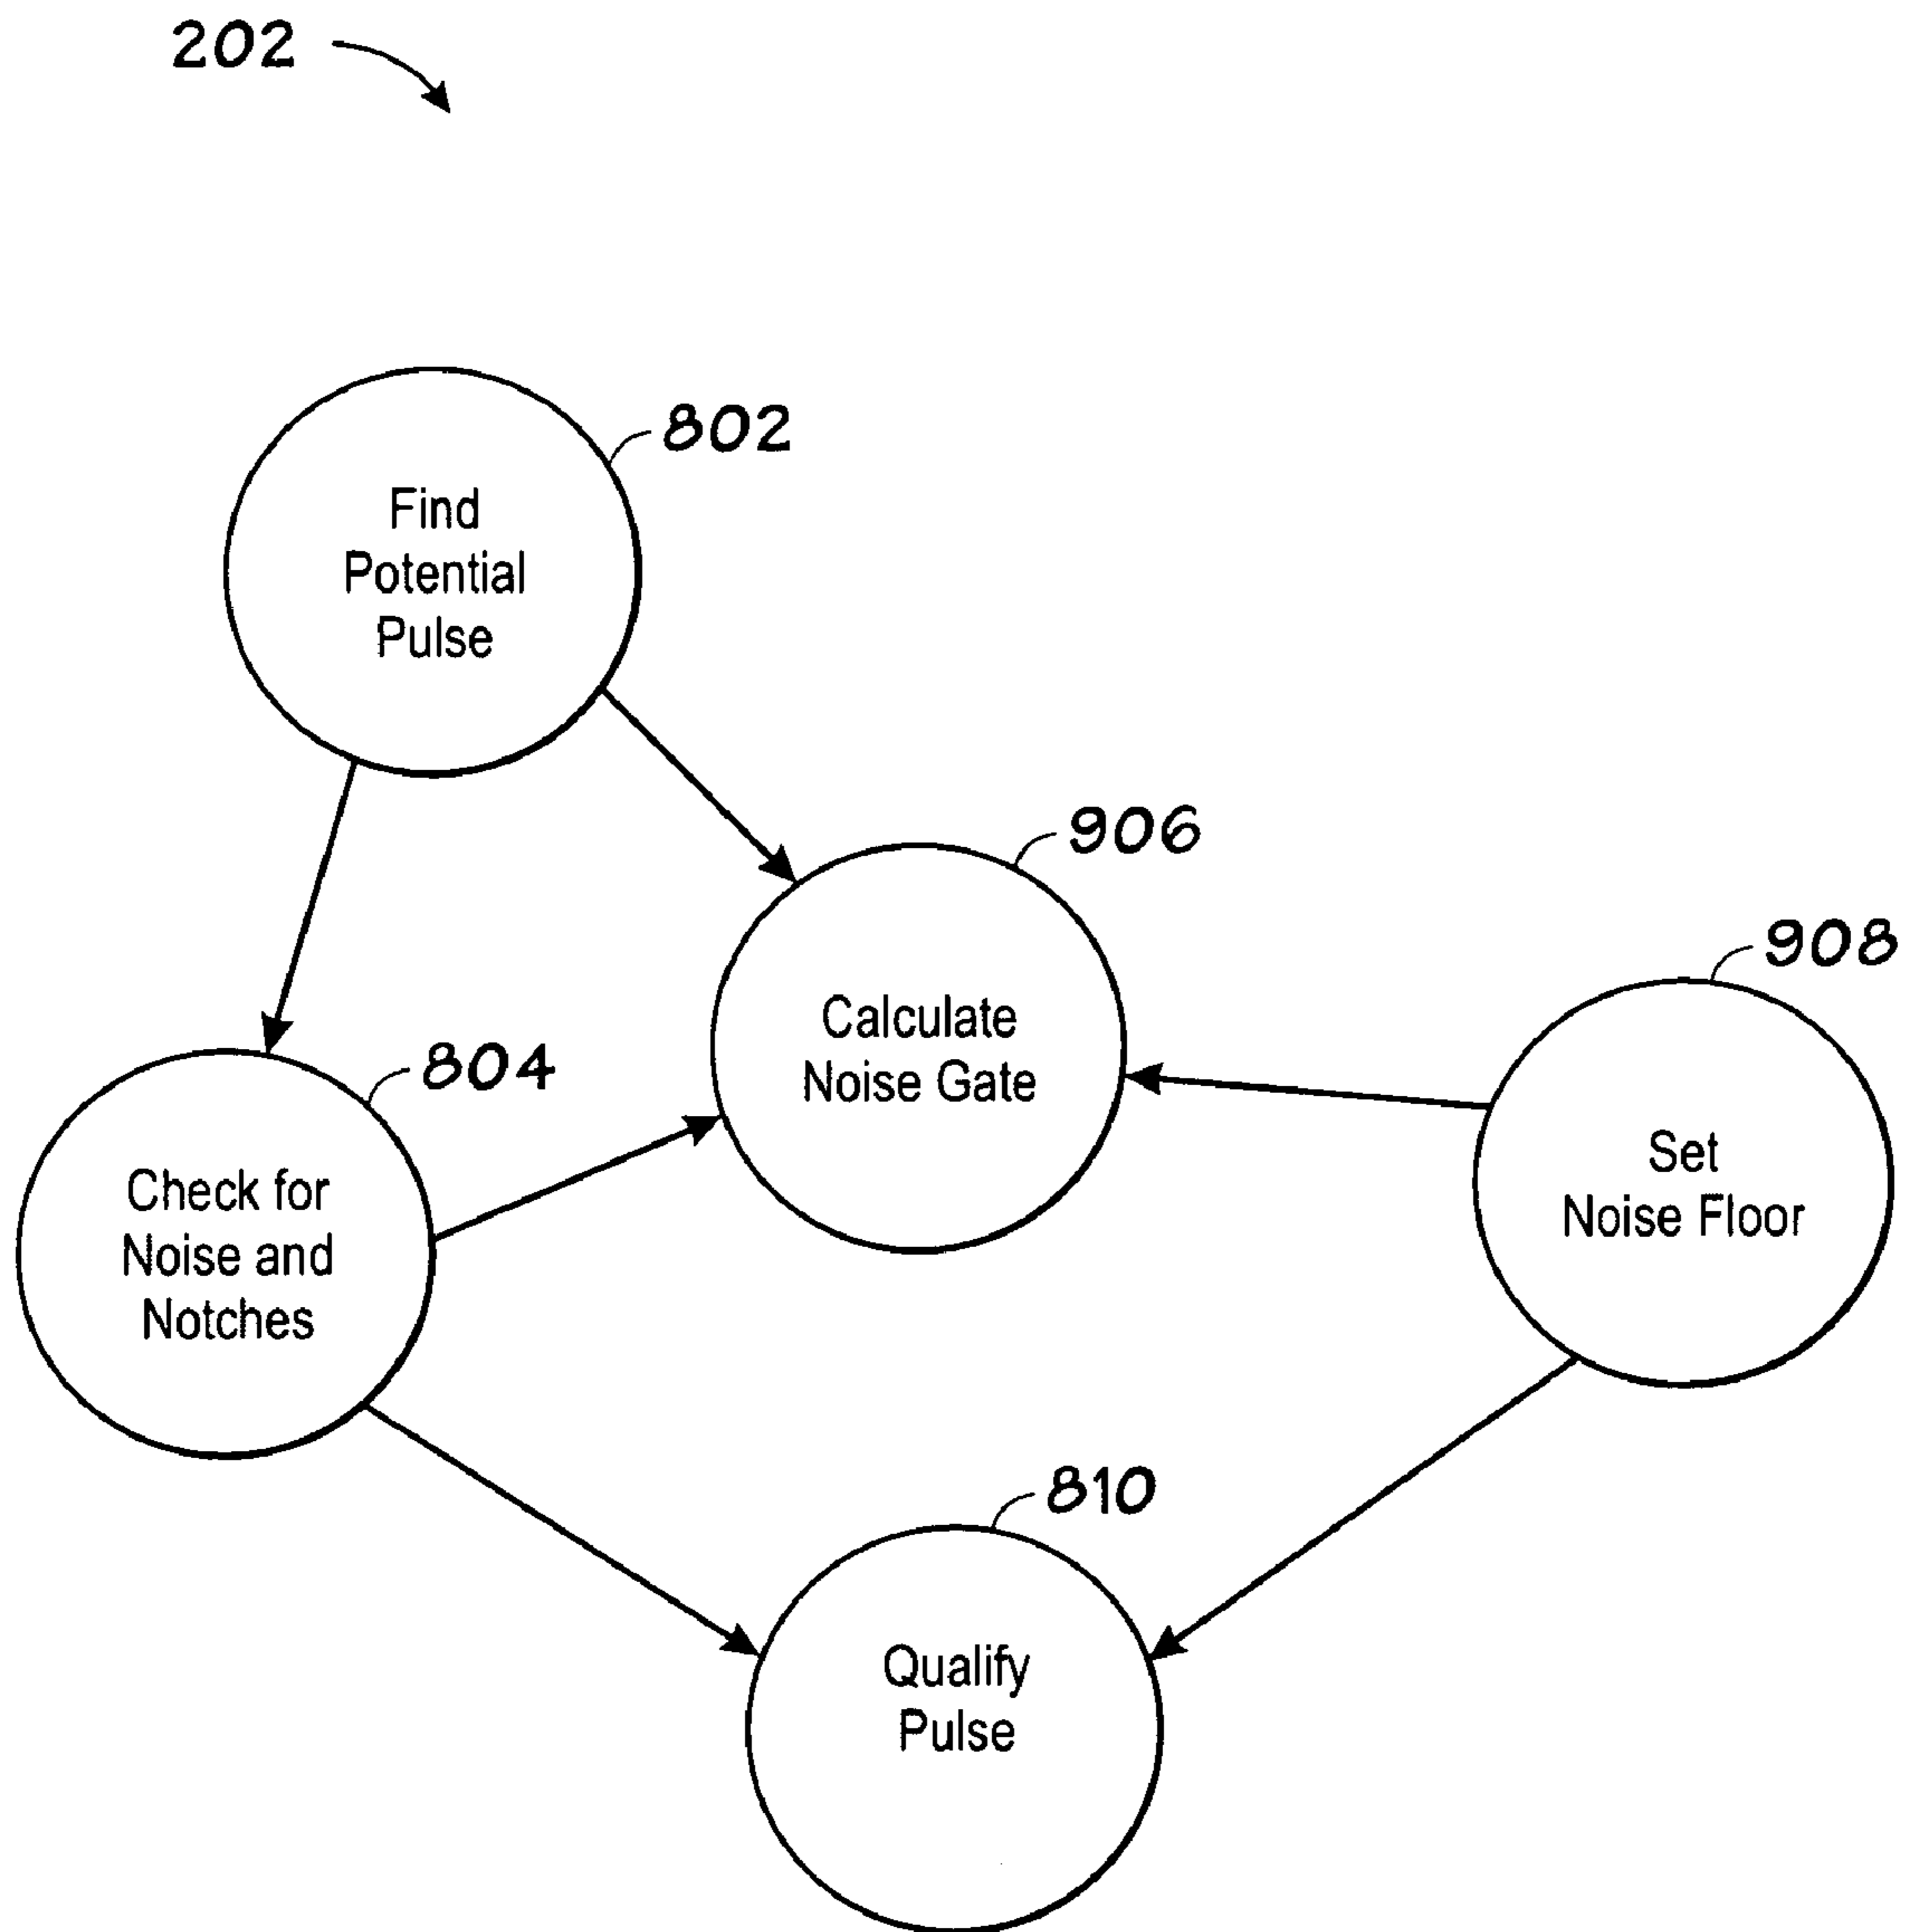 202
802
Find
Potential
Pulse
906
Calculate
Noise Gate
908
Set
Noise Floor
804
Check for
Noise and
Notches
810
Qualify
Pulse